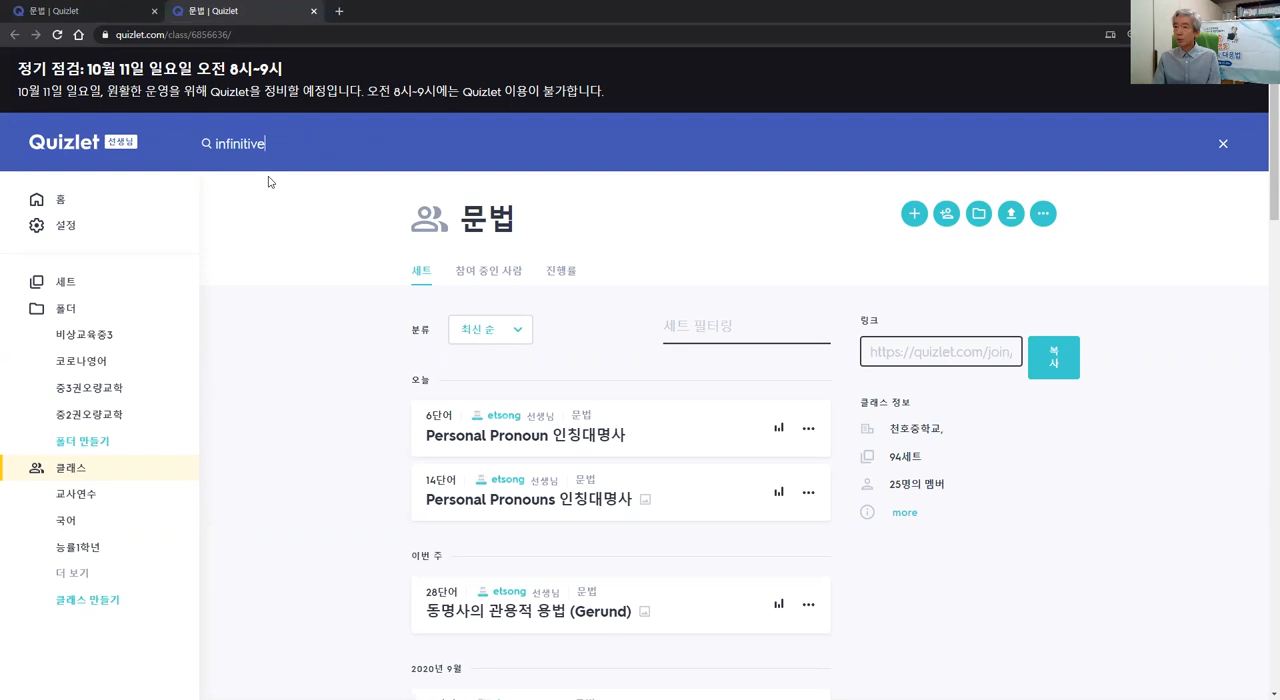 문법 | Quizlet
문법 | Quizlet
quizlet.com/class/6856636/
정기 점검: 10월 11일 일요일 오전 8시~9시
10월 11일 일요일, 원활한 운영을 위해 Quizlet을 정비할 예정입니다. 오전 8시~9시에는 Quizlet 이용이 불가합니다.
Quizlet 선생님
infinitive
홈
설정
세트
폴더
비상교육중3
코로나영어
중3권오량교학
중2권오량교학
폴더 만들기
클래스
교사연수
국어
능률1학년
더 보기
클래스 만들기
문법
세트 참여 중인 사람 진행률
분류 최신 순 세트 필터링
오늘
6단어 etsong 선생님 문법
Personal Pronoun 인칭대명사
14단어 etsong 선생님 문법
Personal Pronouns 인칭대명사
이번 주
28단어 etsong 선생님 문법
동명사의 관용적 용법 (Gerund)
2020년 9월
링크
https://quizlet.com/join/
복사
클래스 정보
천호중학교,
94세트
25명의 멤버
more